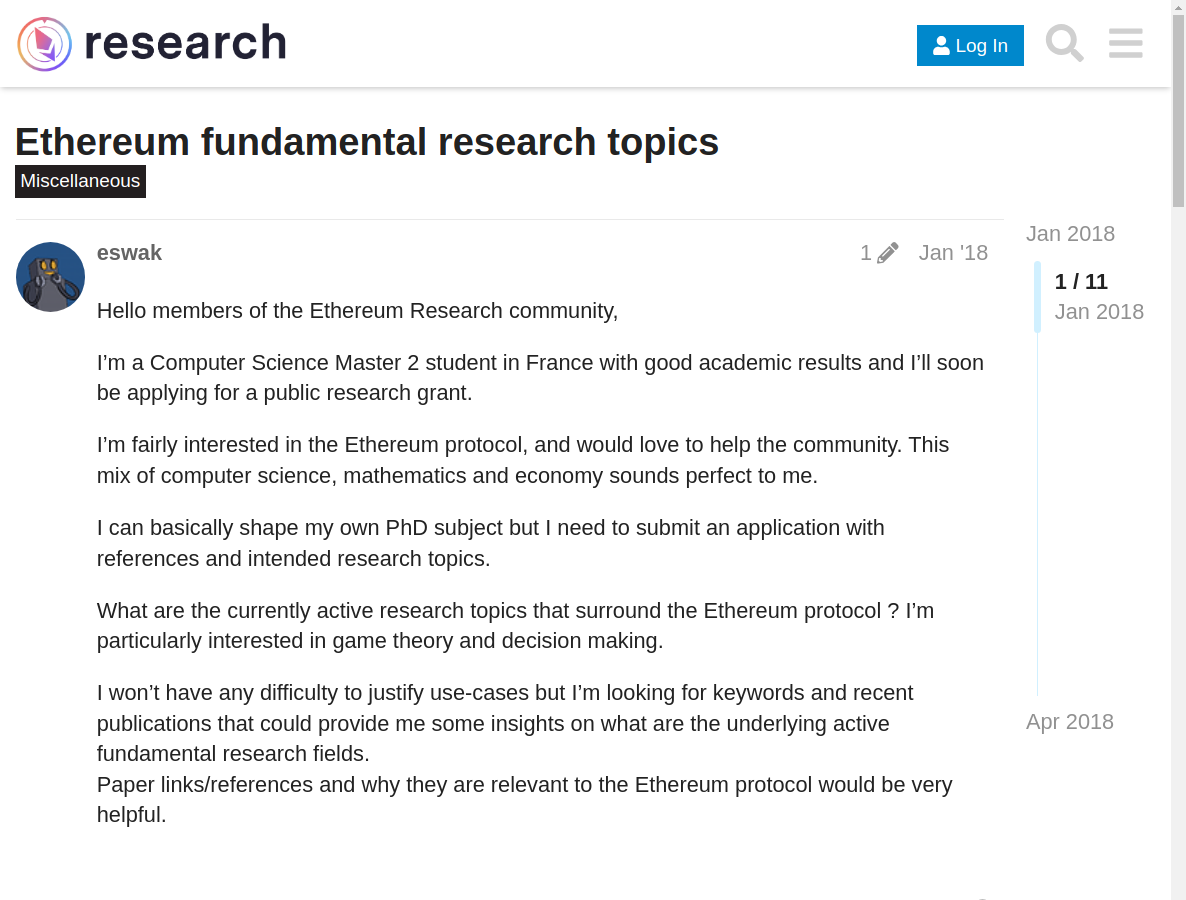 research
Log In
Ethereum fundamental research topics
Miscellaneous
eswak
1
Jan '18
Hello members of the Ethereum Research community,
I’m a Computer Science Master 2 student in France with good academic results and I’ll soon
be applying for a public research grant.
I’m fairly interested in the Ethereum protocol, and would love to help the community. This
mix of computer science, mathematics and economy sounds perfect to me.
I can basically shape my own PhD subject but I need to submit an application with
references and intended research topics.
What are the currently active research topics that surround the Ethereum protocol ? I’m
particularly interested in game theory and decision making.
I won’t have any difficulty to justify use-cases but I’m looking for keywords and recent
publications that could provide me some insights on what are the underlying active
fundamental research fields.
Paper links/references and why they are relevant to the Ethereum protocol would be very
helpful.
Jan 2018
1 / 11
Jan 2018
Apr 2018